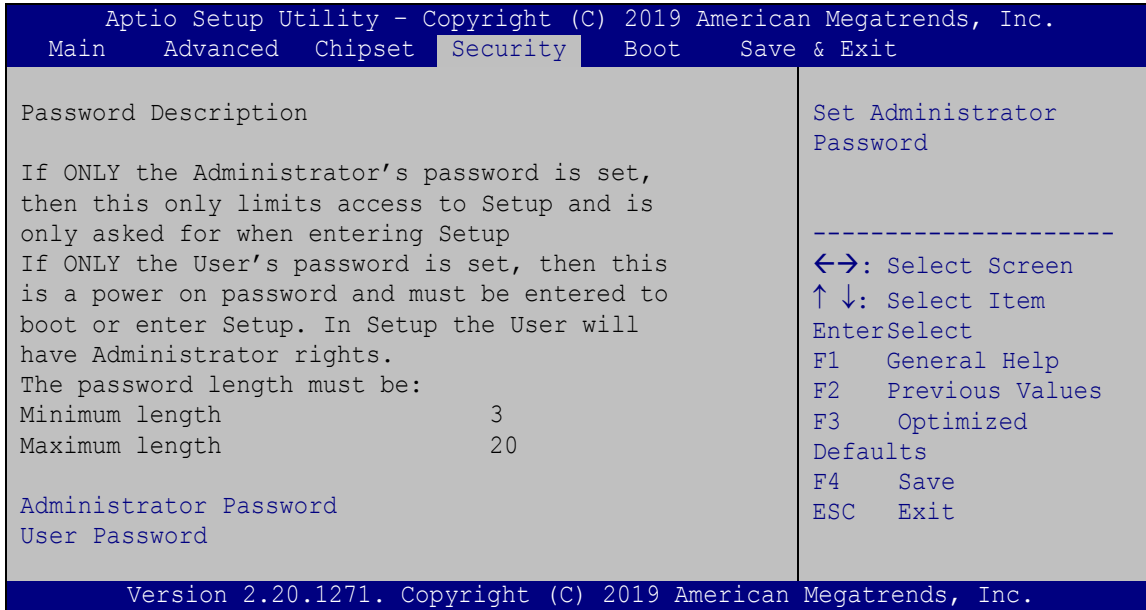 Aptio Setup Utility – Copyright (C) 2019 American Megatrends, Inc.
Main Advanced Chipset Security Boot Save & Exit
Password Description
If ONLY the Administrator’s password is set,
then this only limits access to Setup and is
only asked for when entering Setup
If ONLY the User’s password is set, then this
is a power on password and must be entered to
boot or enter Setup. In Setup the User will
have Administrator rights.
The password length must be:
Minimum length 3
Maximum length 20
Administrator Password
User Password
Set Administrator
Password
---------------------
←→: Select Screen
↑ ↓: Select Item
EnterSelect
F1 General Help
F2 Previous Values
F3 Optimized
Defaults
F4 Save
ESC Exit
Version 2.20.1271. Copyright (C) 2019 American Megatrends, Inc.